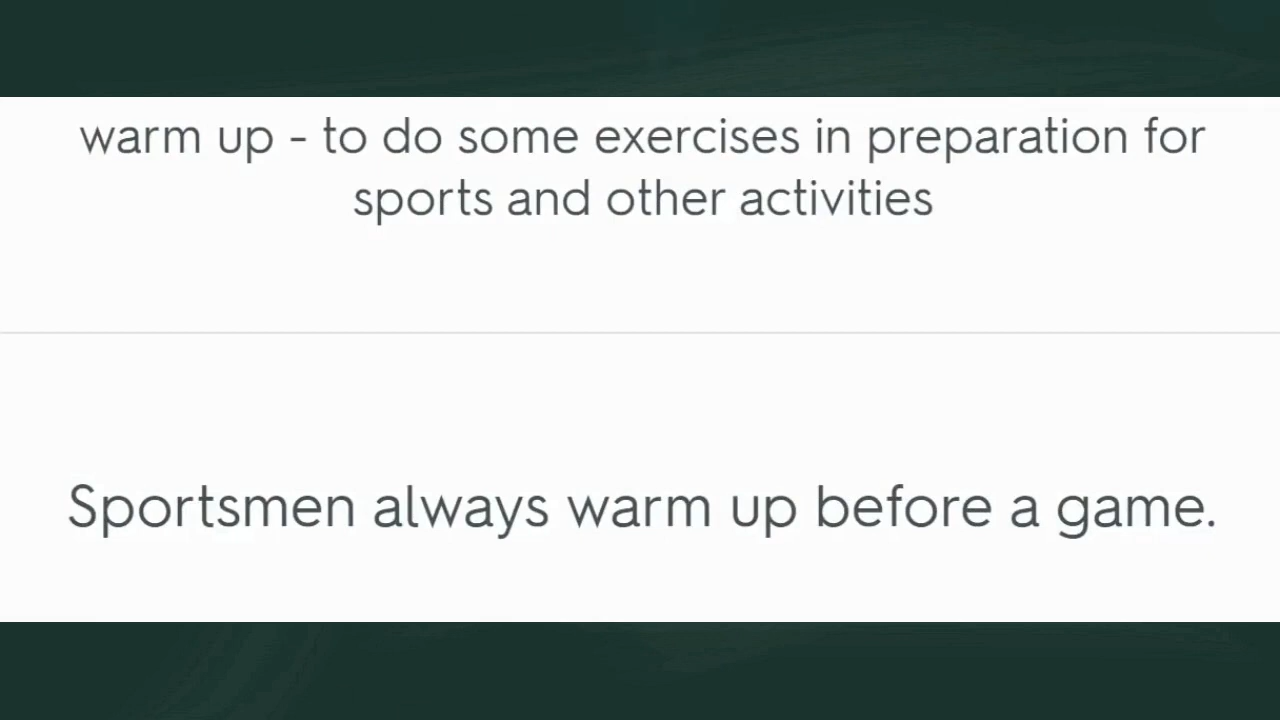 warm up - to do some exercises in preparation for
sports and other activities
Sportsmen always warm up before a game.